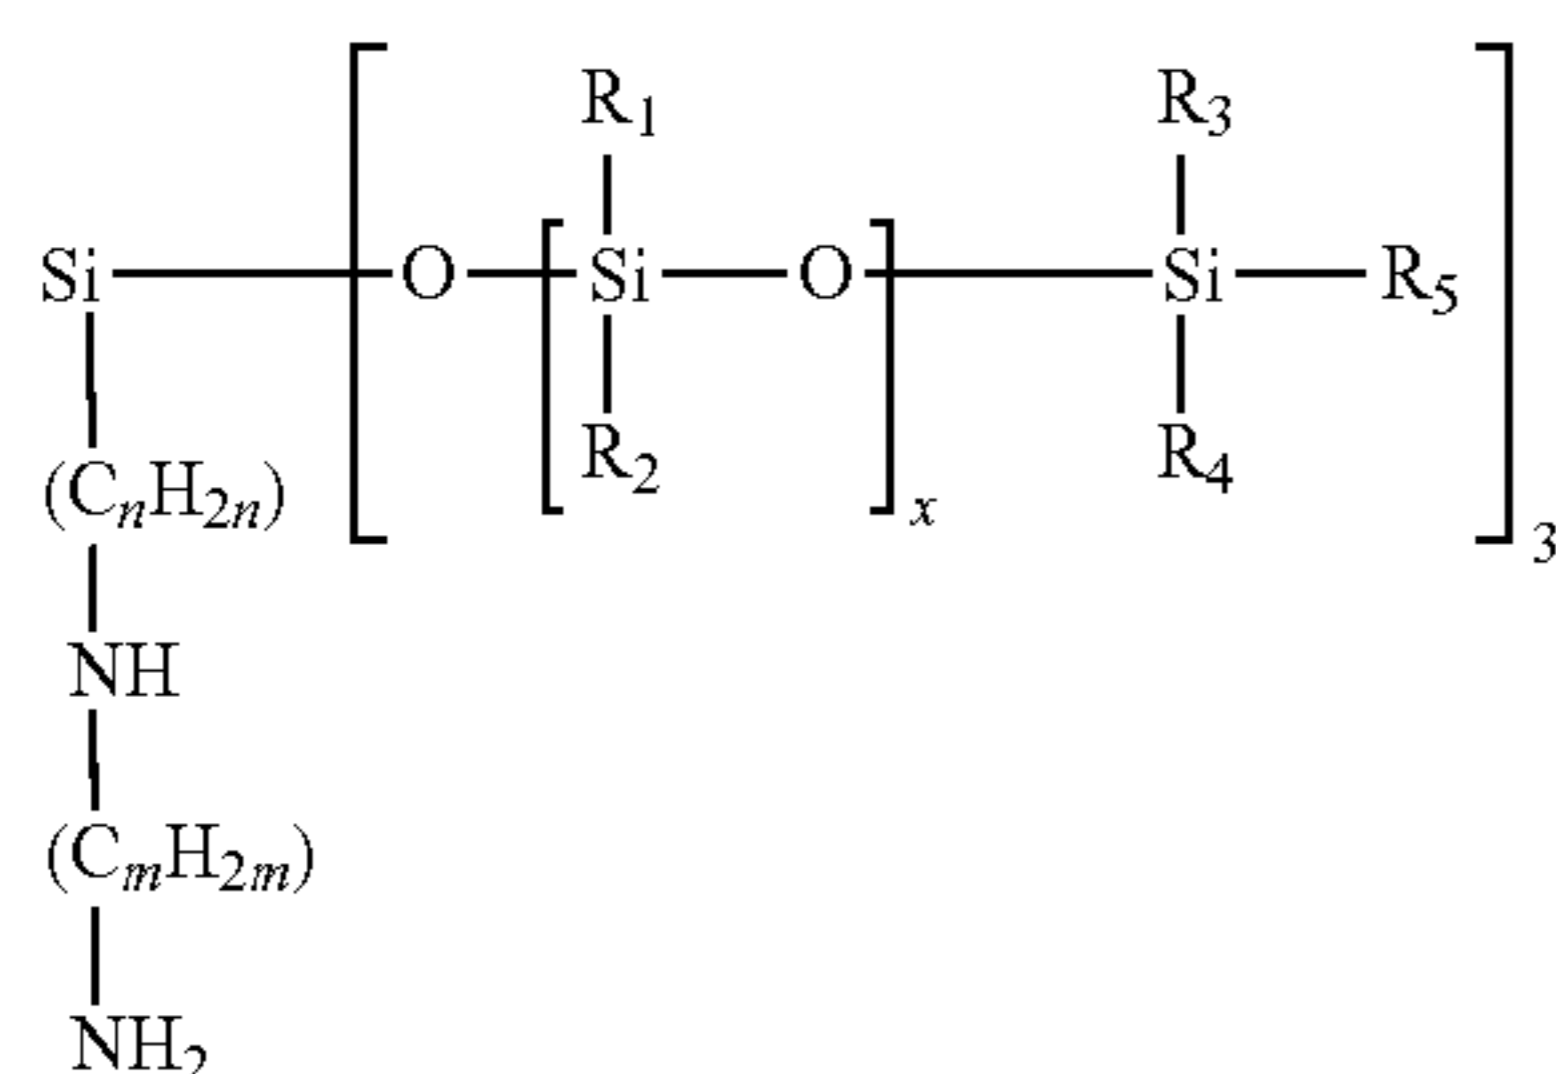 R₁ R₃
Si O Si O Si R₅
R₂ R₄
x
(CₙH₂ₙ)
3
NH
(CₘH₂ₘ)
NH₂